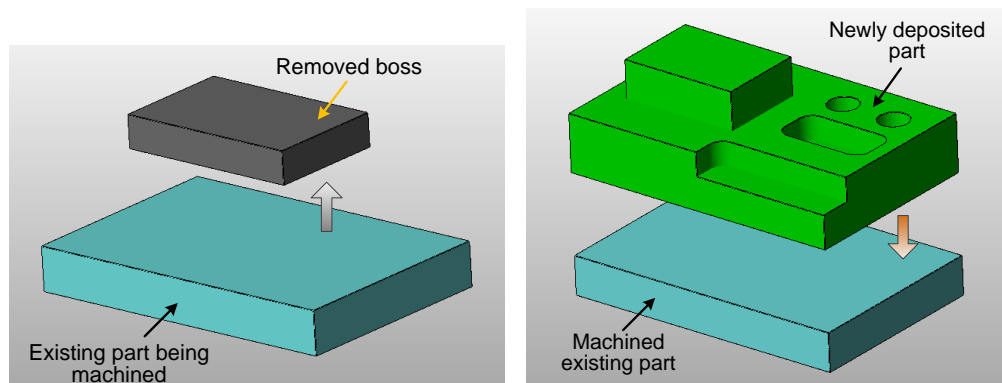 Removed boss
Existing part being
machined
Newly deposited
part
Machined
existing part